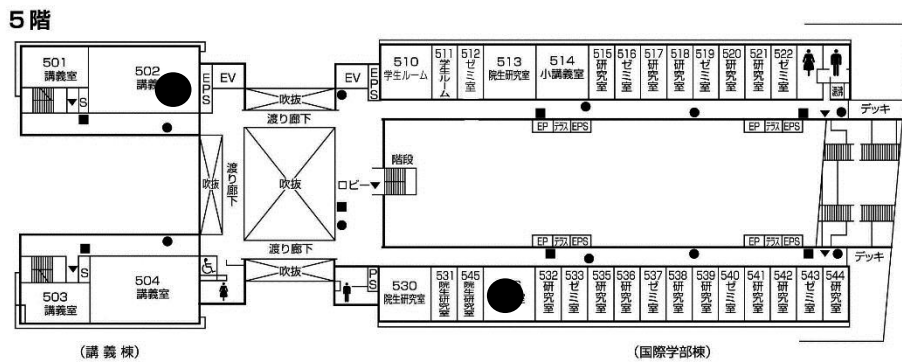 5階
501
講義室
502
講義
S
EPS
EV
EV
EPS
吹抜
渡り廊下
510
学生ルーム
511
学生ルーム
512
ゼミ室
513
院生研究室
514
小講義室
515
研究室
516
ゼミ室
517
研究室
518
研究室
519
ゼミ室
520
研究室
521
研究室
522
ゼミ室
デッキ
EP テラス EPS
EP テラス EPS
吹抜
渡り廊下
吹抜
ロビー
階段
渡り廊下
吹抜
EP テラス EPS
EP テラス EPS
デッキ
S
503
講義室
504
講義室
PS
530
院生研究室
531
院生研究室
545
院生研究室
532
研究室
533
ゼミ室
535
研究室
536
研究室
537
ゼミ室
538
研究室
539
研究室
540
ゼミ室
541
研究室
542
研究室
543
ゼミ室
544
研究室
(講義棟)
(国際学部棟)